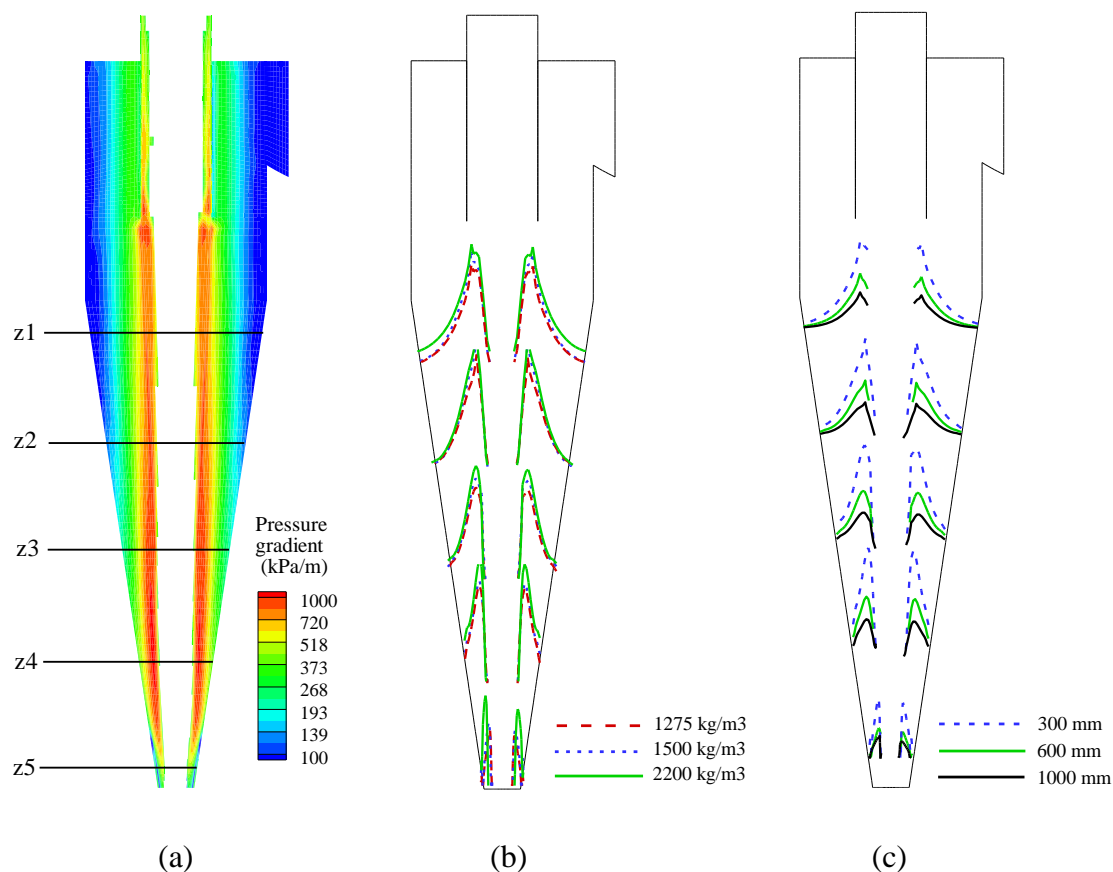 z1
z2
z3
z4
z5
Pressure
gradient
(kPa/m)
1000
720
518
373
268
193
139
100
1275 kg/m3
1500 kg/m3
2200 kg/m3
300 mm
600 mm
1000 mm
(a)
(b)
(c)